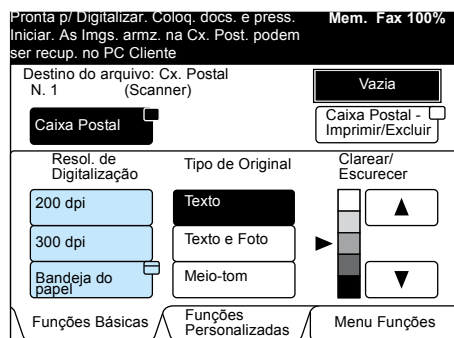 Pronta p/ Digitalizar. Coloq. docs. e press.
Mem. Fax 100%
Iniciar. As Imgs. armz. na Cx. Post. podem
ser recup. no PC Cliente
Destino do arquivo: Cx. Postal
N. 1 (Scanner)
Vazia
Caixa Postal
Caixa Postal -
Imprimir/Excluir
Resol. de
Digitalização
Tipo de Original
Clarear/
Escurecer
200 dpi
Texto
300 dpi
Texto e Foto
Bandeja do
papel
Meio-tom
Funções Básicas
Funções
Personalizadas
Menu Funções